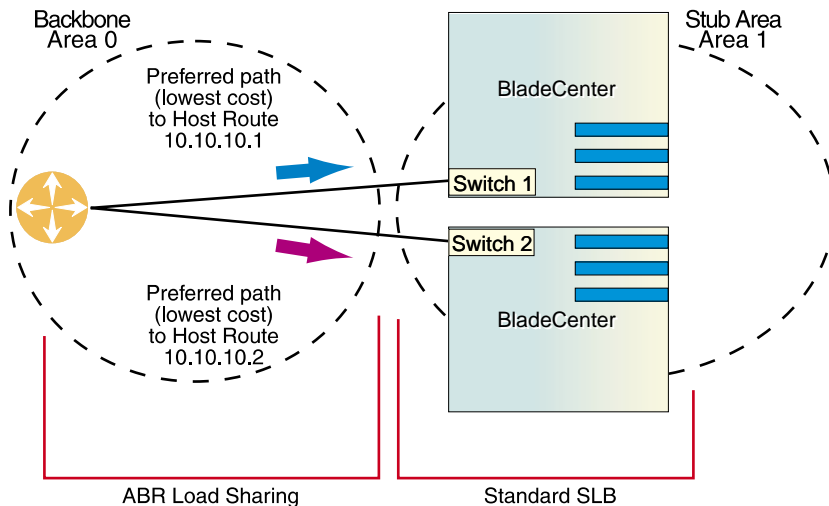 Backbone
Area 0
Stub Area
Area 1
Preferred path
(lowest cost)
to Host Route
10.10.10.1
BladeCenter
Switch 1
Switch 2
Preferred path
(lowest cost)
to Host Route
10.10.10.2
BladeCenter
ABR Load Sharing
Standard SLB